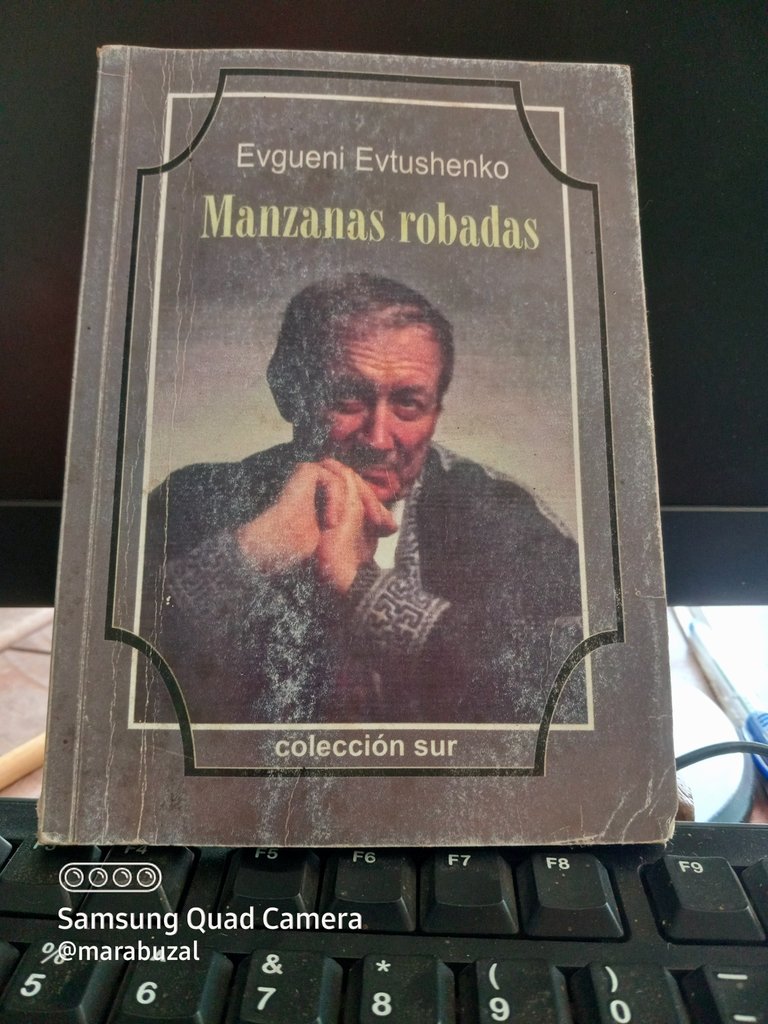 Evgueni Evtushenko
Manzanas robadas
colección sur
F4 F5 F6 F7 F8 F9
Samsung Quad Camera
@marabuzal
%
5 6
&
7
*
8
(
9
)
0